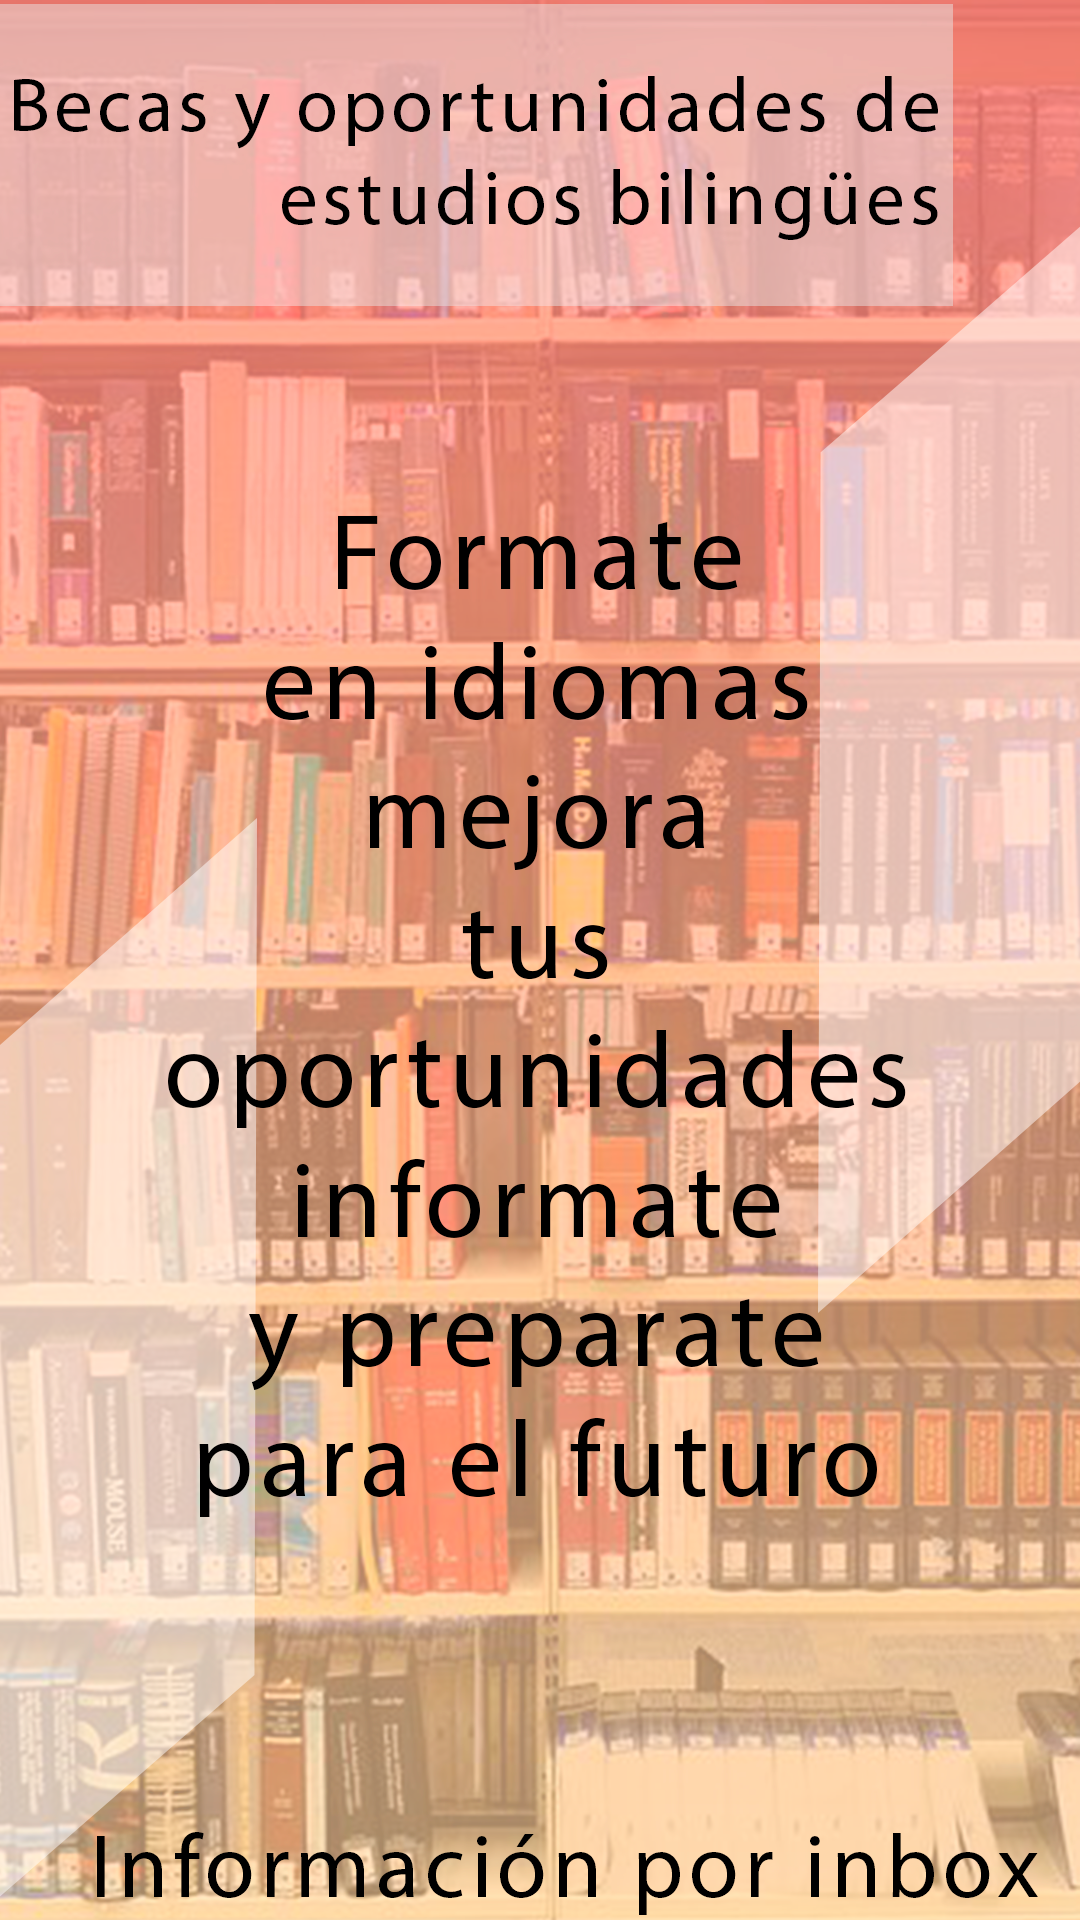 Becas y oportunidades de
estudios bilingües
Formate
en idiomas
mejora
tus
oportunidades
informate
y preparate
para el futuro
MOUSE
Información por inbox